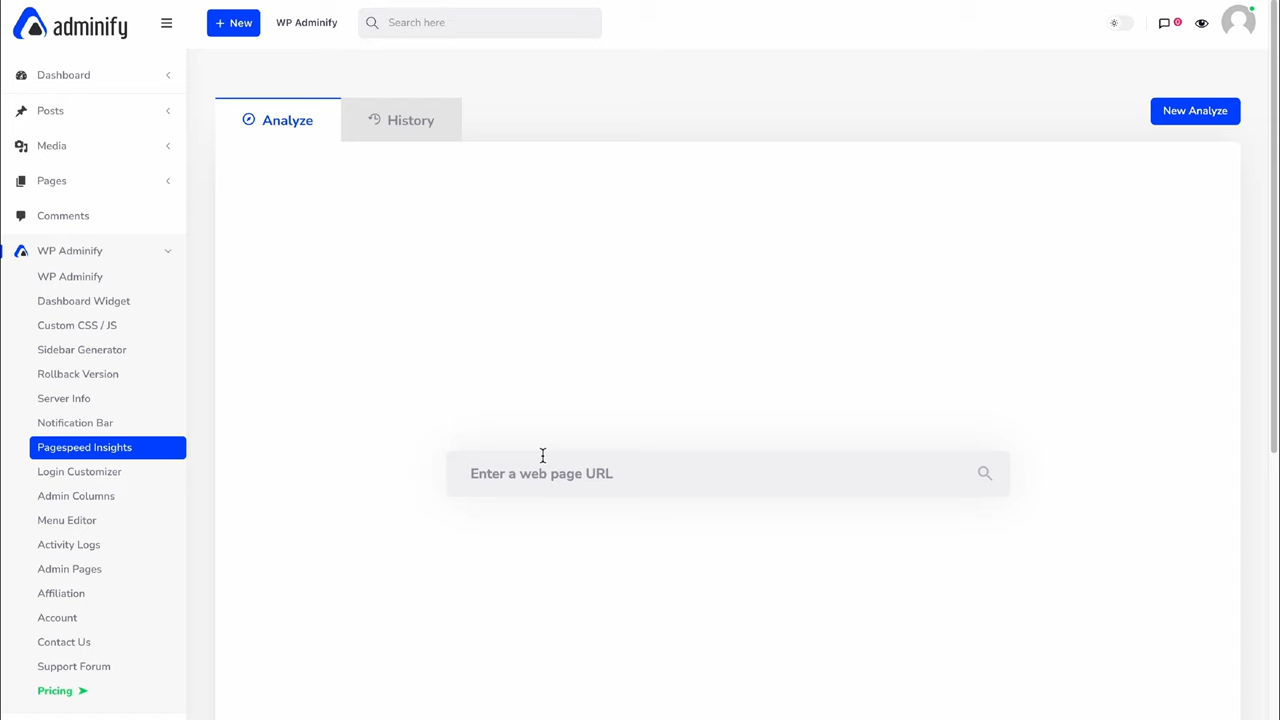 adminify
+ New
WP Adminify
Search here
0
Dashboard
Posts
Media
Pages
Comments
WP Adminify
WP Adminify
Dashboard Widget
Custom CSS / JS
Sidebar Generator
Rollback Version
Server Info
Notification Bar
Pagespeed Insights
Login Customizer
Admin Columns
Menu Editor
Activity Logs
Admin Pages
Affiliation
Account
Contact Us
Support Forum
Pricing ➤
Analyze
History
New Analyze
Enter a web page URL